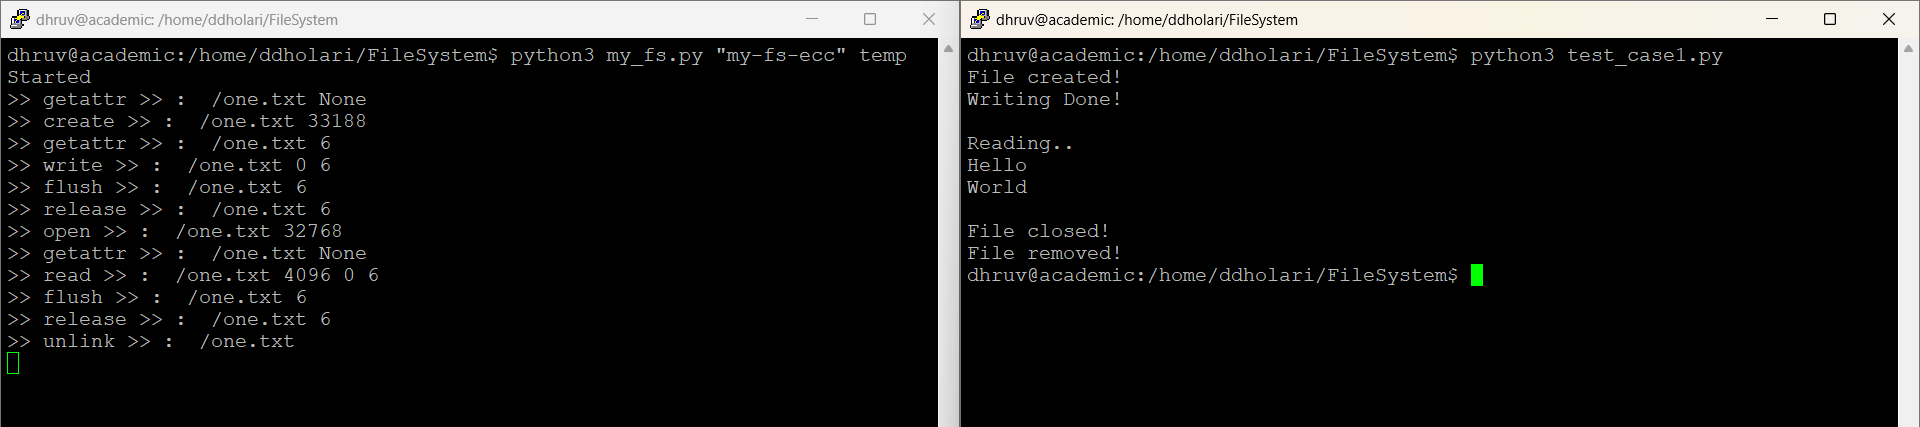 dhruv@academic: /home/ddholari/FileSystem
dhruv@academic:/home/ddholari/FileSystem$ python3 my_fs.py "my-fs-ecc" temp
Started
>> getattr >> :  /one.txt None
>> create >> :  /one.txt 33188
>> getattr >> :  /one.txt 6
>> write >> :  /one.txt 0 6
>> flush >> :  /one.txt 6
>> release >> :  /one.txt 6
>> open >> :  /one.txt 32768
>> getattr >> :  /one.txt None
>> read >> :  /one.txt 4096 0 6
>> flush >> :  /one.txt 6
>> release >> :  /one.txt 6
>> unlink >> :  /one.txt
dhruv@academic: /home/ddholari/FileSystem
dhruv@academic:/home/ddholari/FileSystem$ python3 test_case1.py
File created!
Writing Done!
Reading..
Hello
World
File closed!
File removed!
dhruv@academic:/home/ddholari/FileSystem$